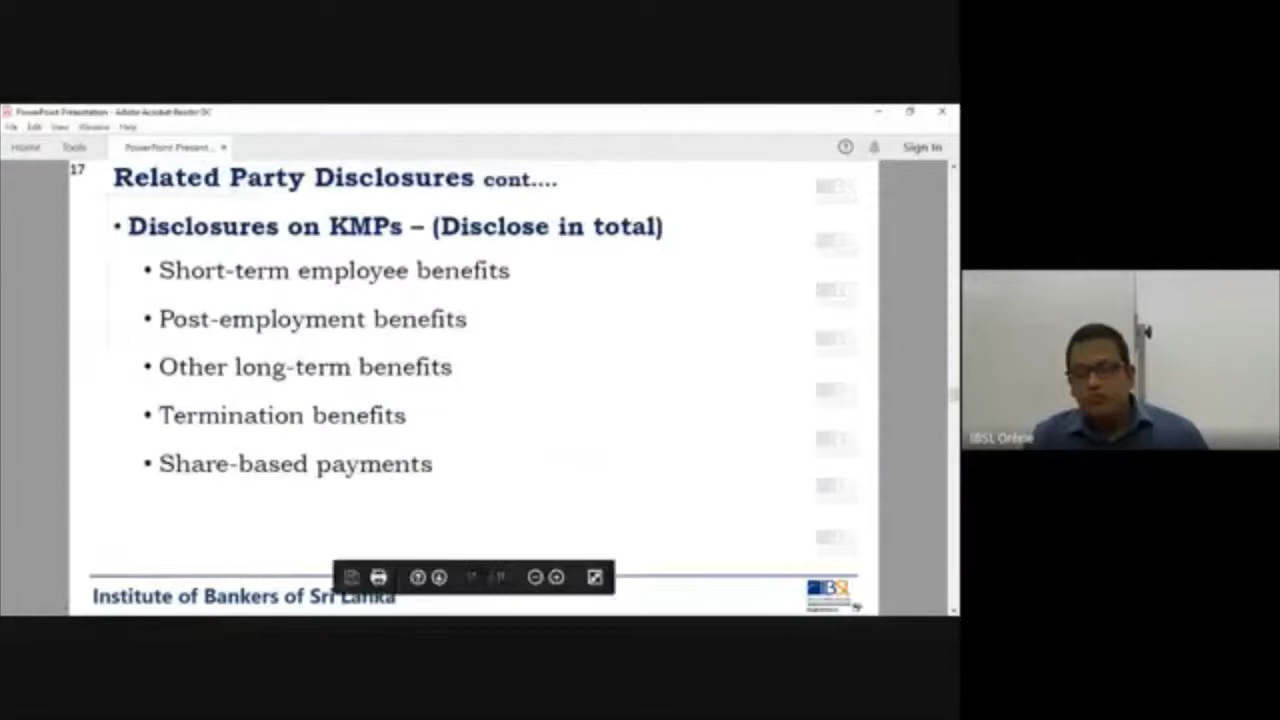 PowerPoint Presentation - Adobe Acrobat Reader DC
File Edit View Window Help
Home Tools PowerPoint Present... ×
Sign In
17
Related Party Disclosures cont....
• Disclosures on KMPs – (Disclose in total)
• Short-term employee benefits
• Post-employment benefits
• Other long-term benefits
• Termination benefits
• Share-based payments
Institute of Bankers of Sri Lanka
IBSL
IBSL Online